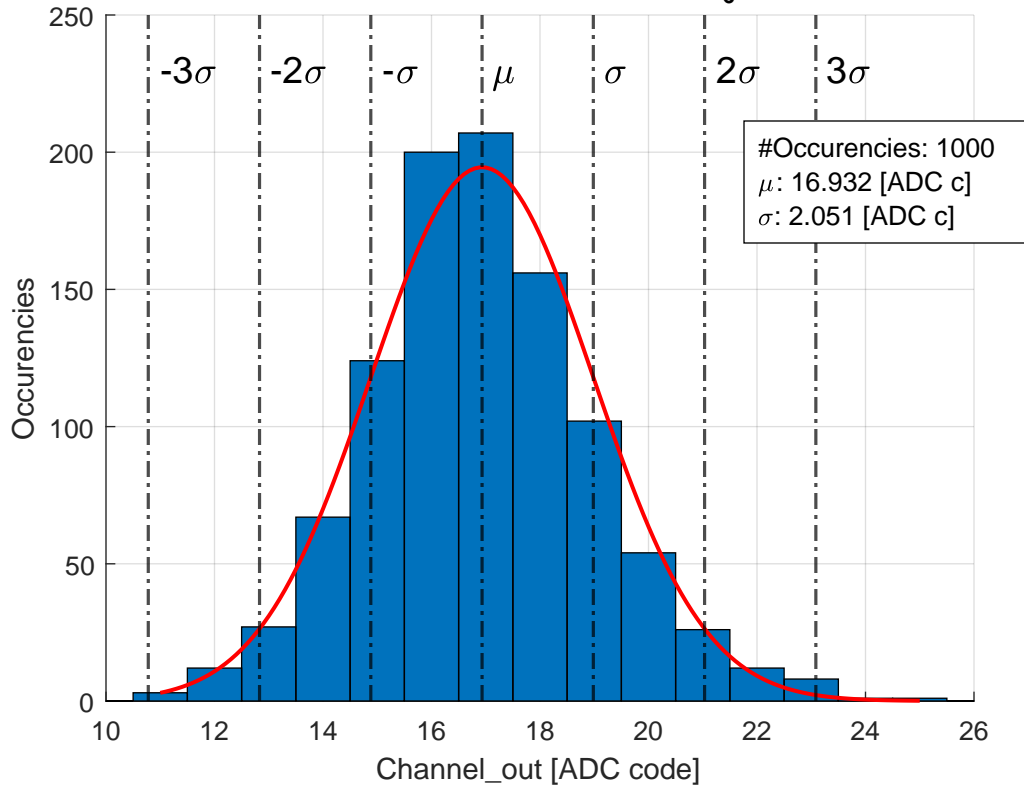 250
200
150
100
50
0
-3σ
-2σ
-σ
μ
σ
2σ
3σ
#Occurencies: 1000
μ: 16.932 [ADC c]
σ: 2.051 [ADC c]
Occurencies
10
12
14
16
18
20
22
24
26
Channel_out [ADC code]